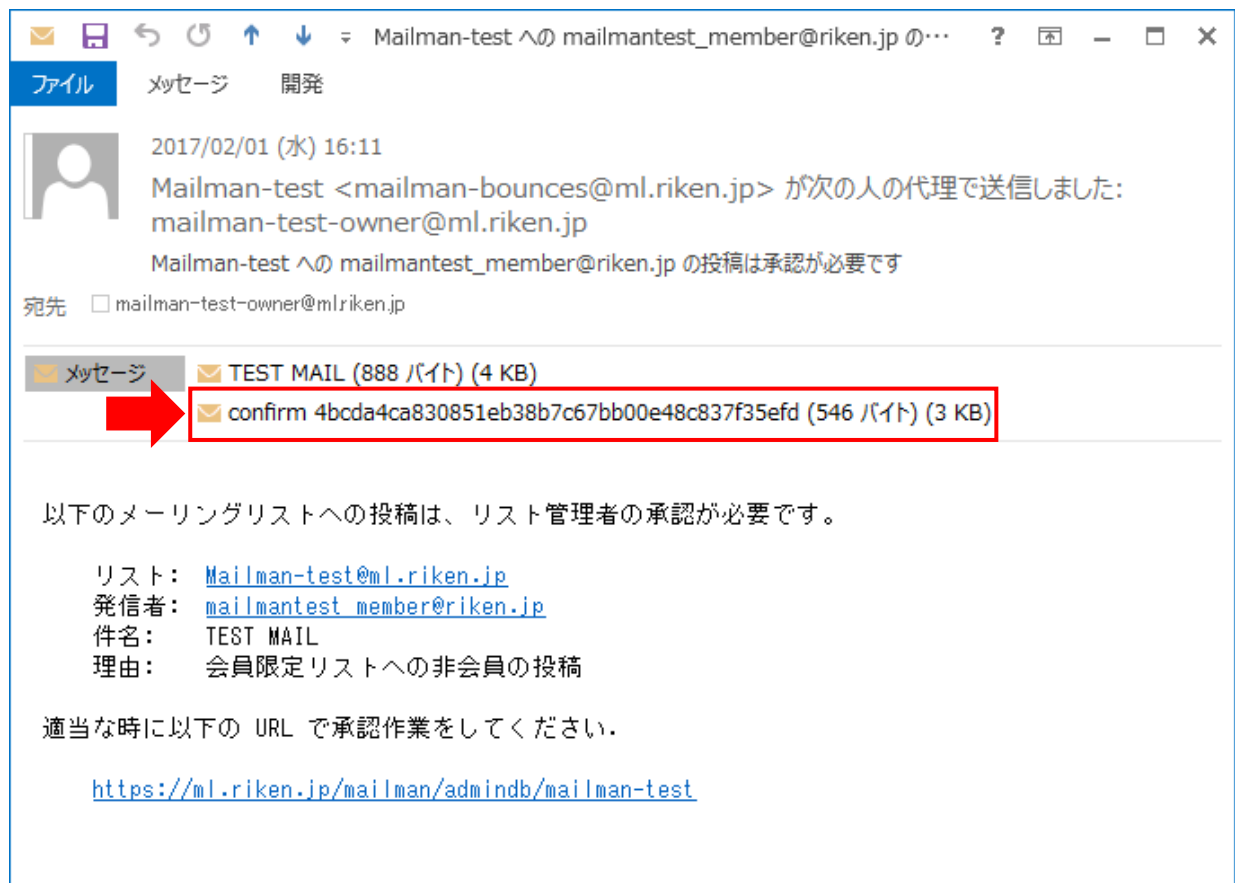 Mailman-test への mailmantest_member@riken.jp の… ?
ファイル メッセージ 開発
2017/02/01 (水) 16:11
Mailman-test <mailman-bounces@ml.riken.jp> が次の人の代理で送信しました:
mailman-test-owner@ml.riken.jp
Mailman-test への mailmantest_member@riken.jp の投稿は承認が必要です
宛先 mailman-test-owner@ml.riken.jp
メッセージ TEST MAIL (888 バイト) (4 KB)
confirm 4bcda4ca830851eb38b7c67bb00e48c837f35efd (546 バイト) (3 KB)
以下のメーリングリストへの投稿は、リスト管理者の承認が必要です。
リスト: Mailman-test@ml.riken.jp
発信者: mailmantest_member@riken.jp
件名: TEST MAIL
理由: 会員限定リストへの非会員の投稿
適当な時に以下の URL で承認作業をしてください.
https://ml.riken.jp/mailman/admindb/mailman-test